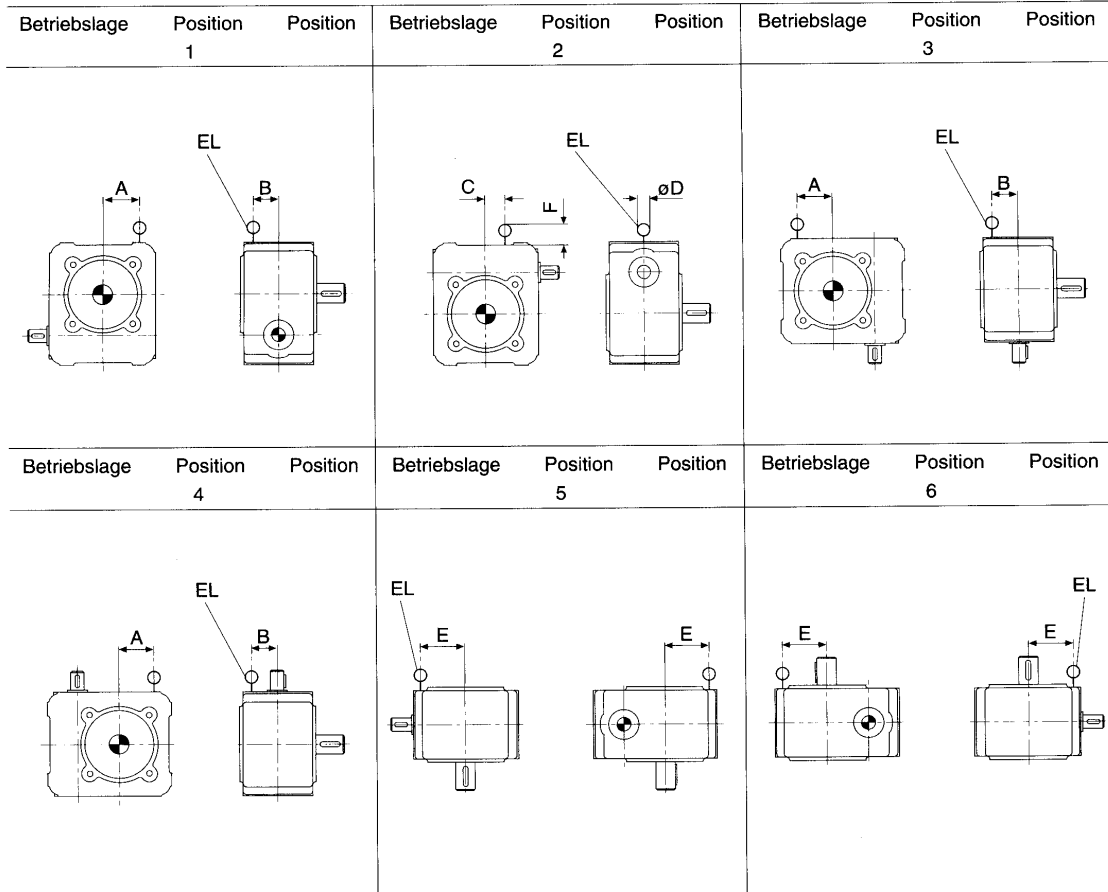 Betriebslage Position Position
1
Betriebslage Position Position
2
Betriebslage Position Position
3
EL
A
B
EL
C
F
øD
EL
A
B
Betriebslage Position Position
4
Betriebslage Position Position
5
Betriebslage Position Position
6
EL
A
B
EL
E
E
EL
E
E